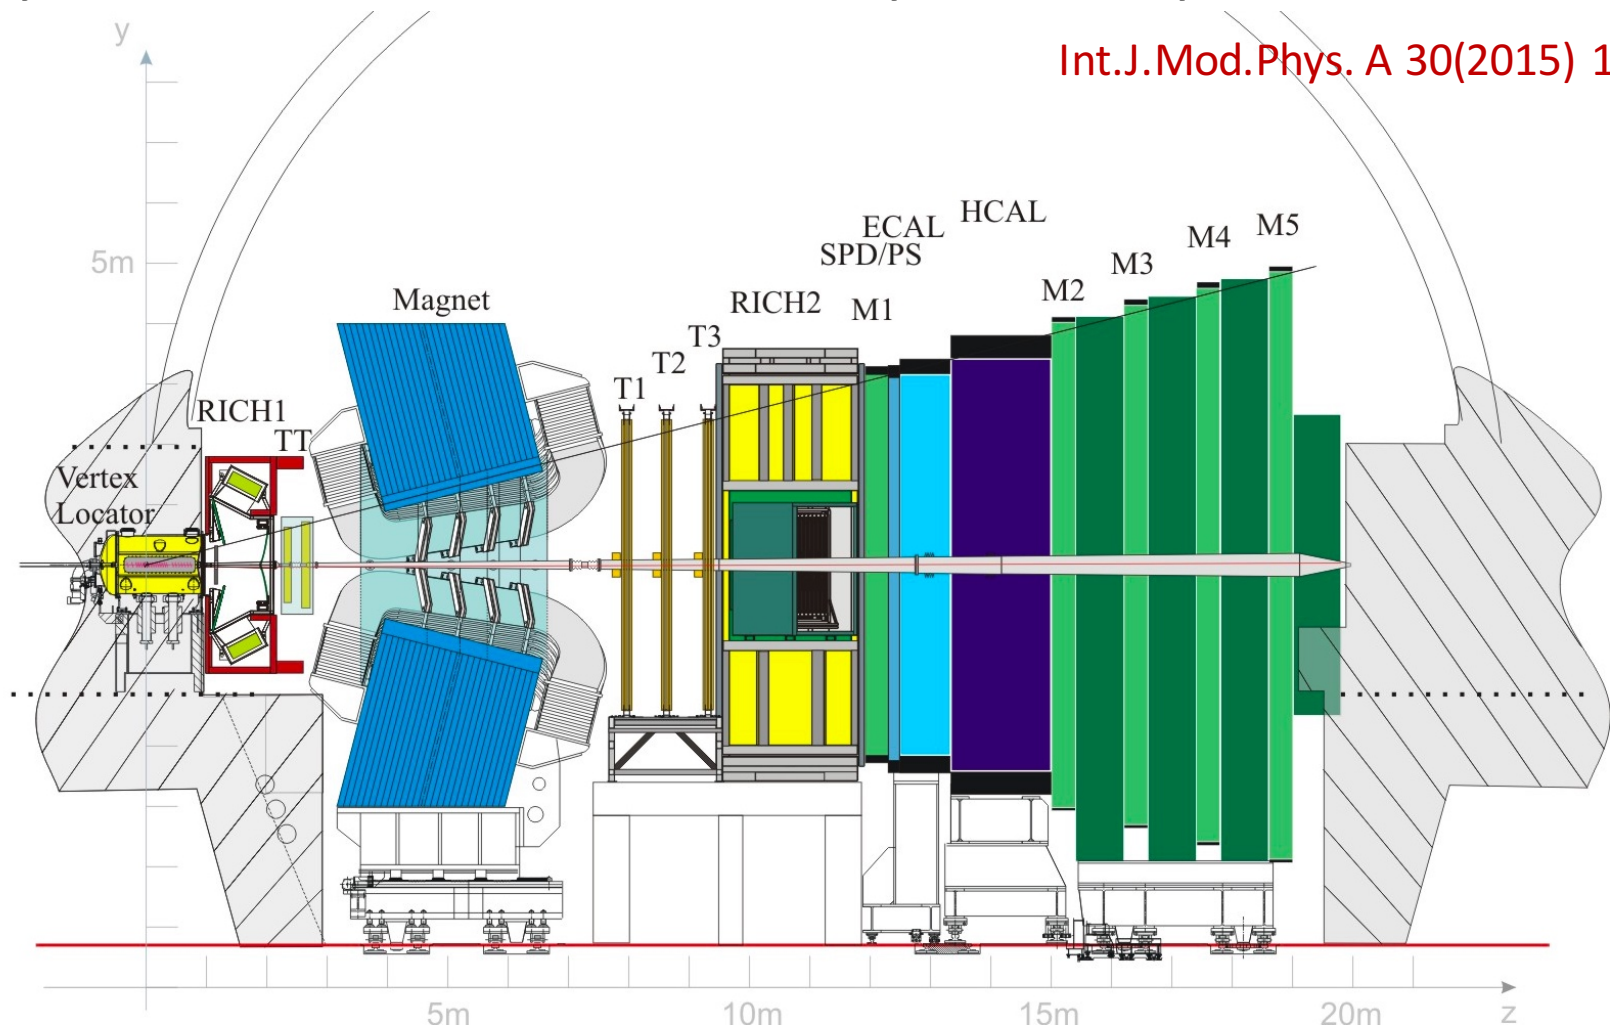 y
Int.J.Mod.Phys. A 30(2015) 1
HCAL
ECAL
SPD/PS
M5
M4
M3
M2
5m
Magnet
RICH2
M1
T3
T2
T1
RICH1
TT
Vertex
Locator
5m
10m
15m
20m
z